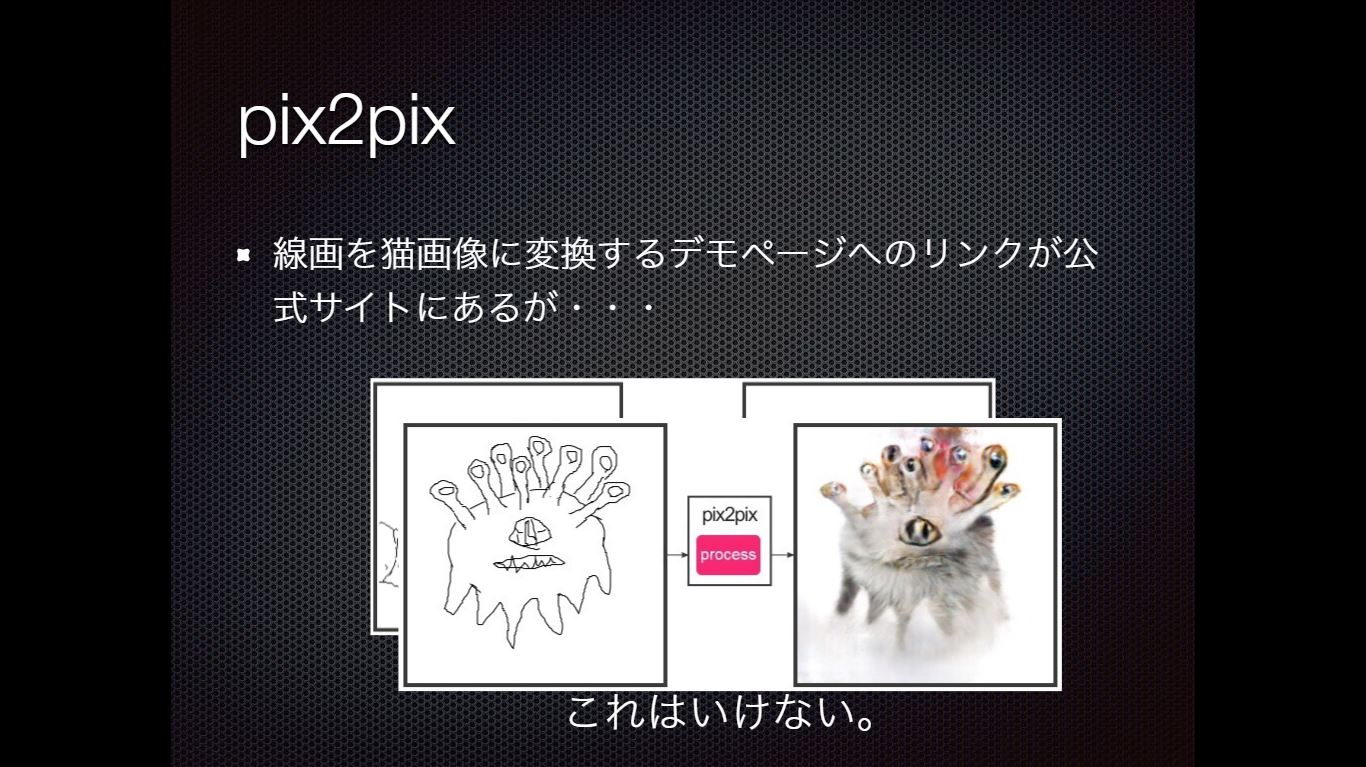 pix2pix
線画を猫画像に変換するデモページへのリンクが公
式サイトにあるが・・・
pix2pix
process
これはいけない。